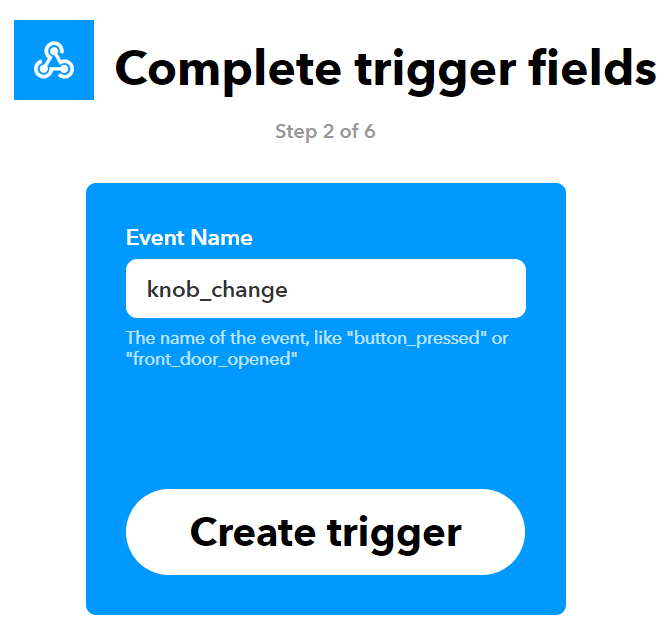 Complete trigger fields
Step 2 of 6
Event Name
knob_change
The name of the event, like "button_pressed" or
"front_door_opened"
Create trigger